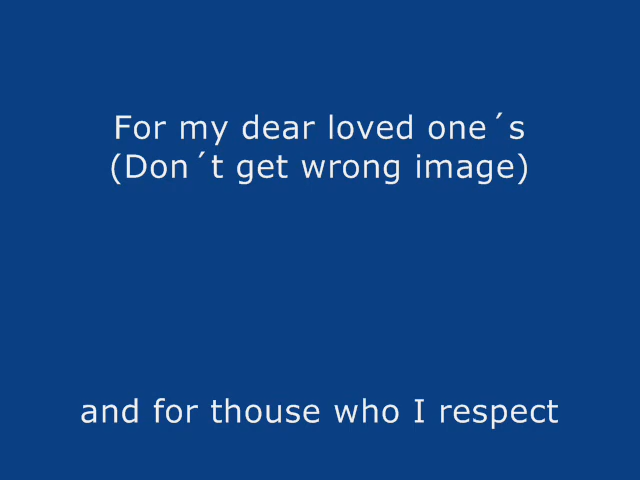 For my dear loved one´s
(Don´t get wrong image)
and for thouse who I respect